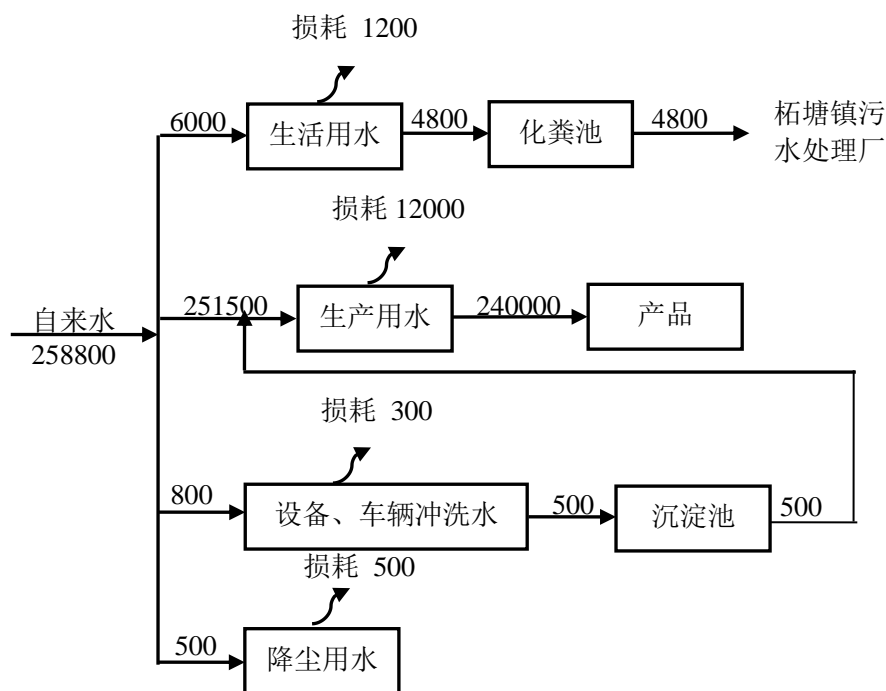 损耗 1200
6000
生活用水
4800
化粪池
4800
柘塘镇污
水处理厂
损耗 12000
自来水
258800
251500
生产用水
240000
产品
损耗 300
800
设备、车辆冲洗水
500
沉淀池
500
损耗 500
500
降尘用水